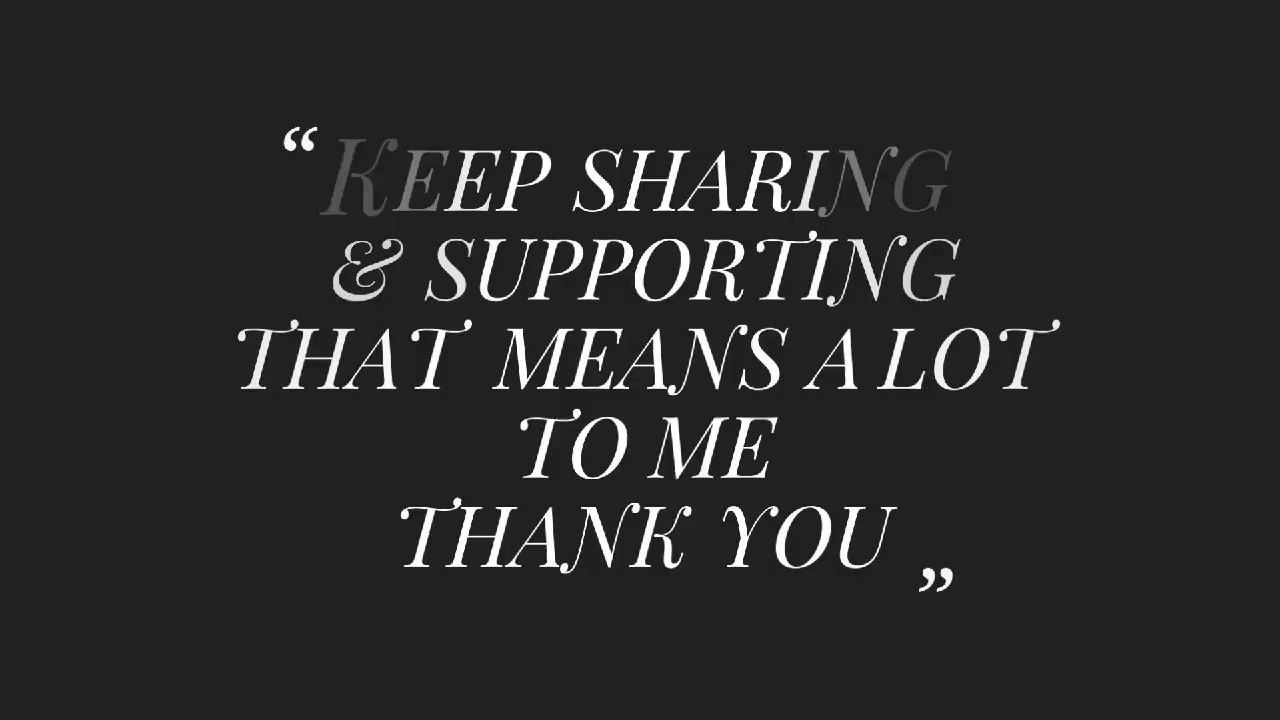 “ KEEP SHARING
& SUPPORTING
THAT MEANS A LOT
TO ME
THANK YOU „